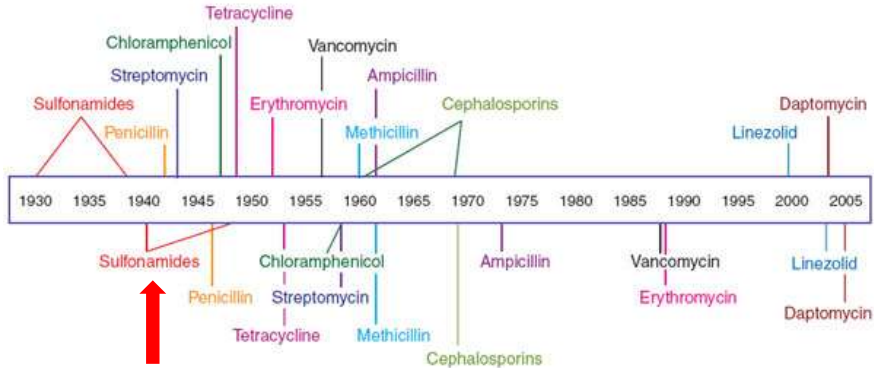 Tetracycline
Chloramphenicol
Vancomycin
Streptomycin
Ampicillin
Sulfonamides
Erythromycin
Cephalosporins
Daptomycin
Penicillin
Methicillin
Linezolid
1930 1935 1940 1945 1950 1955 1960 1965 1970 1975 1980 1985 1990 1995 2000 2005
Sulfonamides
Chloramphenicol
Ampicillin
Vancomycin
Linezolid
Penicillin
Streptomycin
Erythromycin
Daptomycin
Tetracycline
Methicillin
Cephalosporins